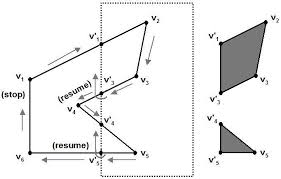 v₂
v'₁
v₁
(stop)
(resume)
v'₃
v₃
v₄
v'₄
(resume)
v₆
v'₅
v₅
v₂
v'₁
v₃
v'₃
v'₄
v'₅
v₅